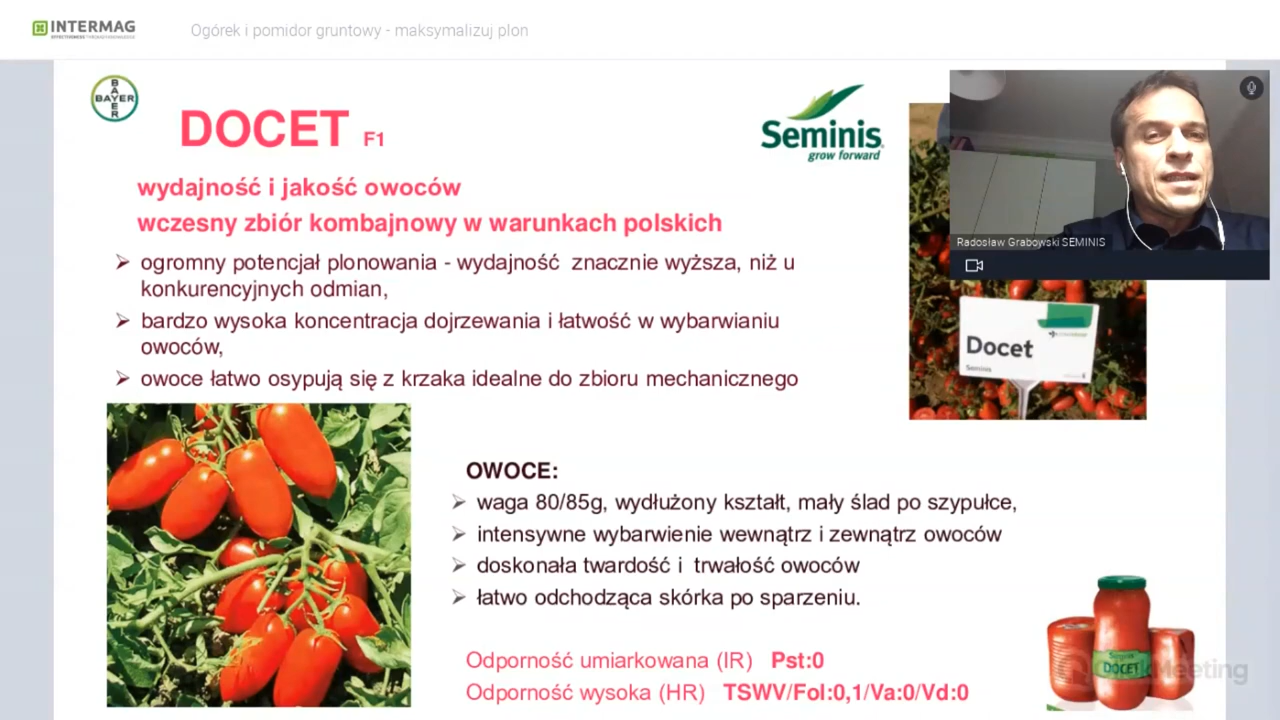 INTERMAG
Ogórek i pomidor gruntowy - maksymalizuj plon
BAYER
BAYER
DOCET F1
Seminis
grow forward
wydajność i jakość owoców
wczesny zbiór kombajnowy w warunkach polskich
Radosław Grabowski SEMINIS
ogromny potencjał plonowania - wydajność znacznie wyższa, niż u
konkurencyjnych odmian,
bardzo wysoka koncentracja dojrzewania i łatwość w wybarwianiu
owoców,
owoce łatwo osypują się z krzaka idealne do zbioru mechanicznego
Docet
Seminis
OWOCE:
waga 80/85g, wydłużony kształt, mały ślad po szypułce,
intensywne wybarwienie wewnątrz i zewnątrz owoców
doskonała twardość i trwałość owoców
łatwo odchodząca skórka po sparzeniu.
Odporność umiarkowana (IR) Pst:0
Odporność wysoka (HR) TSWV/Fol:0,1/Va:0/Vd:0
Seminis
DOCET
ClickMeeting